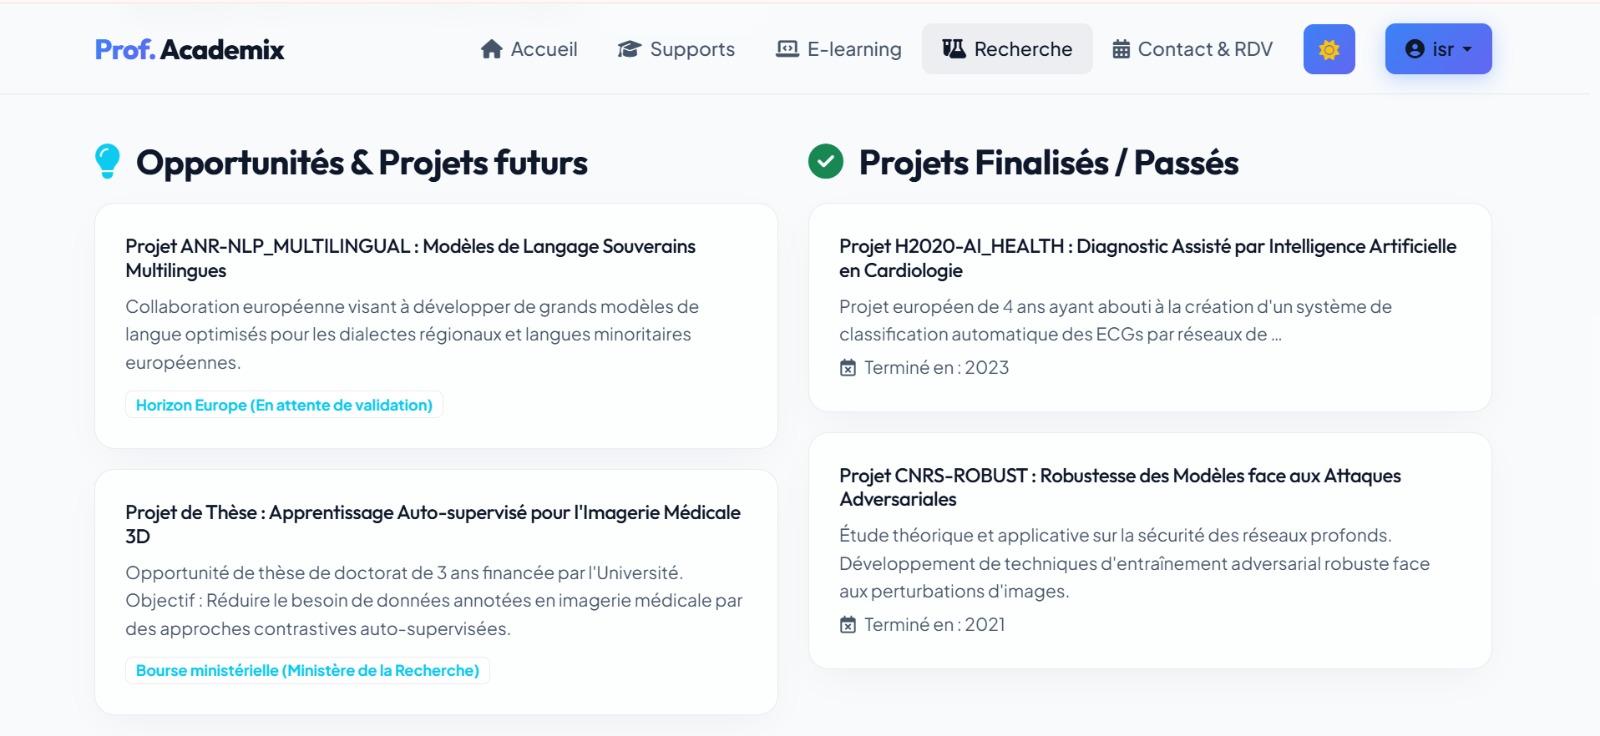 Prof. Academix
Accueil
Supports
E-learning
Recherche
Contact & RDV
isr
Opportunités & Projets futurs
Projet ANR-NLP_MULTILINGUAL : Modèles de Langage Souverains
Multilingues
Collaboration européenne visant à développer de grands modèles de
langue optimisés pour les dialectes régionaux et langues minoritaires
européennes.
Horizon Europe (En attente de validation)
Projet de Thèse : Apprentissage Auto-supervisé pour l'Imagerie Médicale
3D
Opportunité de thèse de doctorat de 3 ans financée par l'Université.
Objectif : Réduire le besoin de données annotées en imagerie médicale par
des approches contrastives auto-supervisées.
Bourse ministérielle (Ministère de la Recherche)
Projets Finalisés / Passés
Projet H2020-AI_HEALTH : Diagnostic Assisté par Intelligence Artificielle
en Cardiologie
Projet européen de 4 ans ayant abouti à la création d'un système de
classification automatique des ECGs par réseaux de ...
Terminé en : 2023
Projet CNRS-ROBUST : Robustesse des Modèles face aux Attaques
Adversariales
Étude théorique et applicative sur la sécurité des réseaux profonds.
Développement de techniques d'entraînement adversarial robuste face
aux perturbations d'images.
Terminé en : 2021